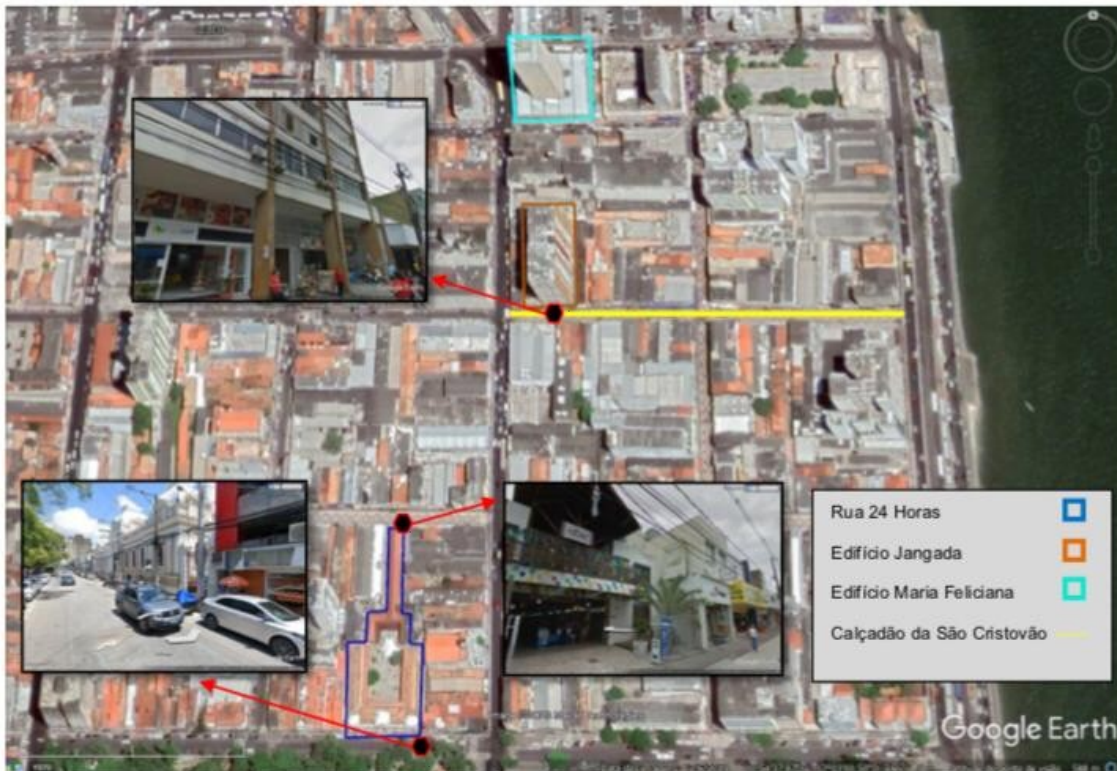 Rua 24 Horas
Edifício Jangada
Edifício Maria Feliciana
Calçadão da São Cristovão
Google Earth